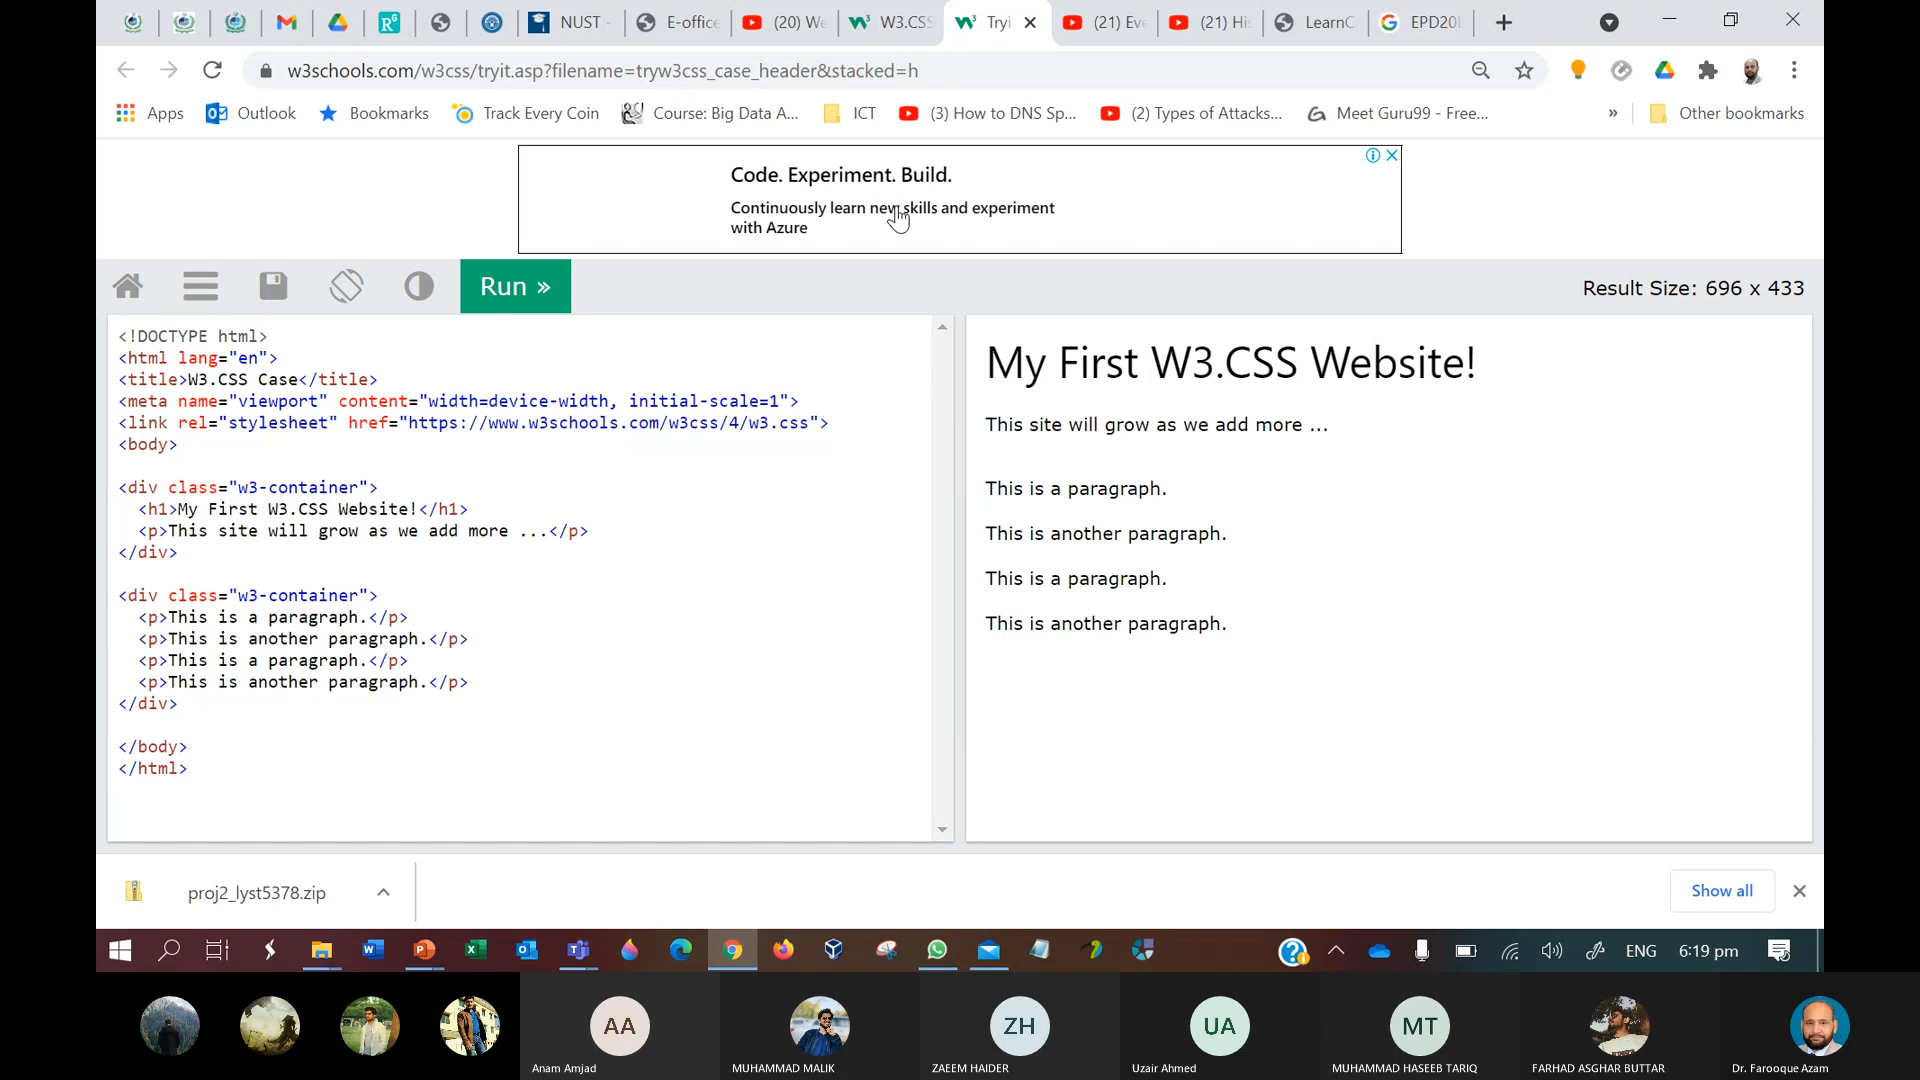 NUST -
E-office
(20) We
W3.CSS
Tryi
(21) Eve
(21) His
LearnC
EPD20
w3schools.com/w3css/tryit.asp?filename=tryw3css_case_header&stacked=h
Apps
Outlook
Bookmarks
Track Every Coin
Course: Big Data A...
ICT
(3) How to DNS Sp...
(2) Types of Attacks...
Meet Guru99 - Free...
»
Other bookmarks
Code. Experiment. Build.
Continuously learn new skills and experiment
with Azure
Run »
Result Size: 696 x 433
<!DOCTYPE html>
<html lang="en">
<title>W3.CSS Case</title>
<meta name="viewport" content="width=device-width, initial-scale=1">
<link rel="stylesheet" href="https://www.w3schools.com/w3css/4/w3.css">
<body>
<div class="w3-container">
<h1>My First W3.CSS Website!</h1>
<p>This site will grow as we add more ...</p>
</div>
<div class="w3-container">
<p>This is a paragraph.</p>
<p>This is another paragraph.</p>
<p>This is a paragraph.</p>
<p>This is another paragraph.</p>
</div>
</body>
</html>
My First W3.CSS Website!
This site will grow as we add more ...
This is a paragraph.
This is another paragraph.
This is a paragraph.
This is another paragraph.
proj2_lyst5378.zip
Show all
ENG
6:19 pm
AA
ZH
UA
MT
Anam Amjad
MUHAMMAD MALIK
ZAEEM HAIDER
Uzair Ahmed
MUHAMMAD HASEEB TARIQ
FARHAD ASGHAR BUTTAR
Dr. Farooque Azam